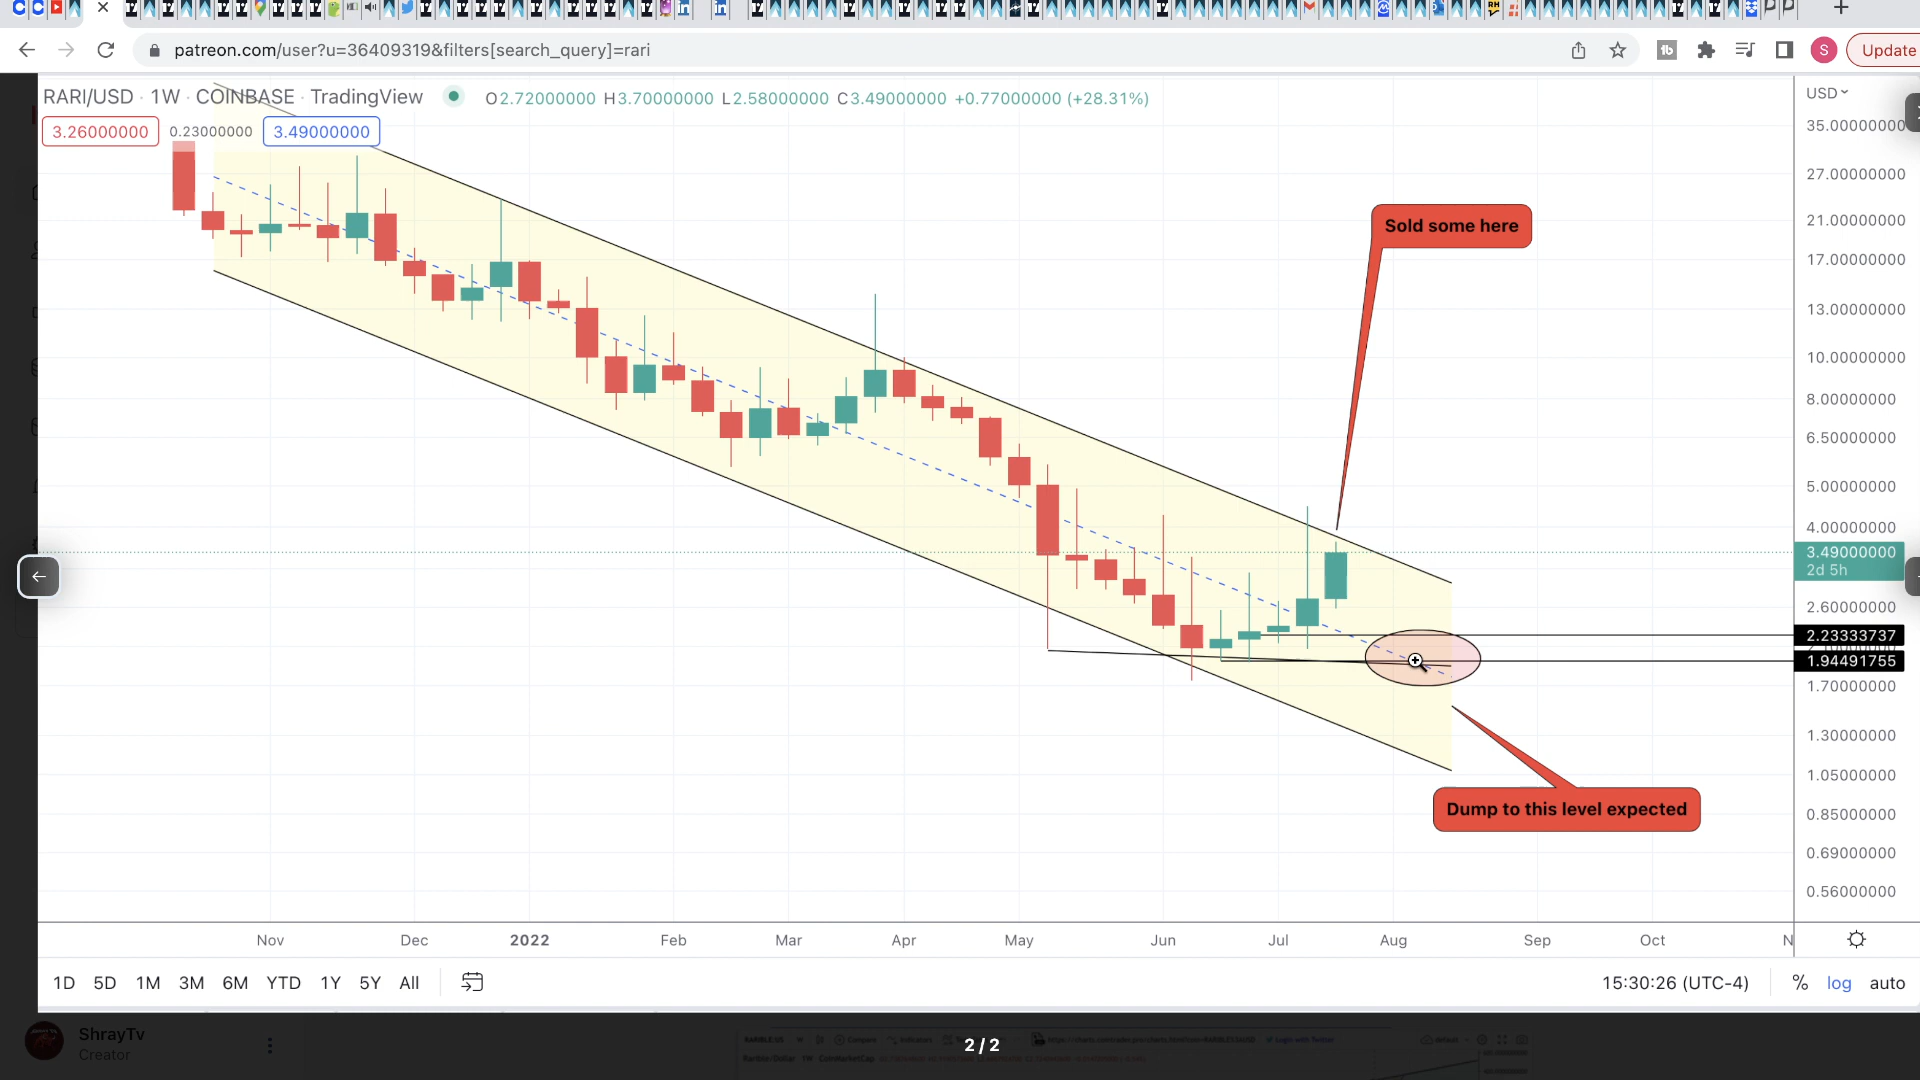 patreon.com/user?u=36409319&filters[search_query]=rari
S
Update
RARI/USD · 1W · COINBASE · TradingView
O2.72000000 H3.70000000 L2.58000000 C3.49000000 +0.77000000 (+28.31%)
USD
3.26000000 0.23000000 3.49000000
35.00000000
27.00000000
21.00000000
17.00000000
13.00000000
10.00000000
8.00000000
6.50000000
5.00000000
4.00000000
3.49000000
2d 5h
2.60000000
2.23333737
1.94491755
1.70000000
1.30000000
1.05000000
0.85000000
0.69000000
0.56000000
Sold some here
Dump to this level expected
Nov Dec 2022 Feb Mar Apr May Jun Jul Aug Sep Oct N
1D 5D 1M 3M 6M YTD 1Y 5Y All
15:30:26 (UTC-4) % log auto
ShrayTv
Creator
2 / 2